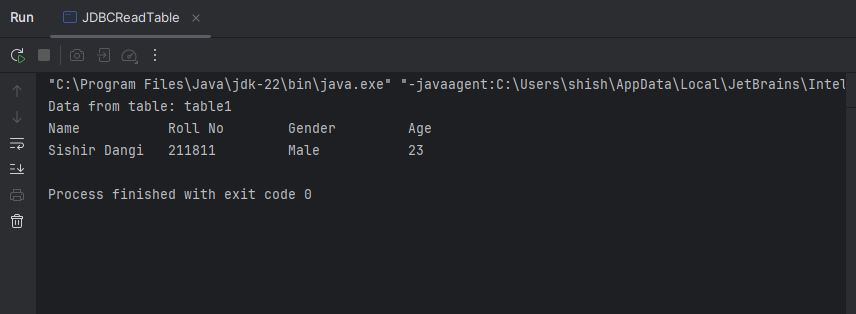 Run JDBCReadTable
"C:\Program Files\Java\jdk-22\bin\java.exe" "-javaagent:C:\Users\shish\AppData\Local\JetBrains\Intel
Data from table: table1
Name Roll No Gender Age
Sishir Dangi 211811 Male 23
Process finished with exit code 0